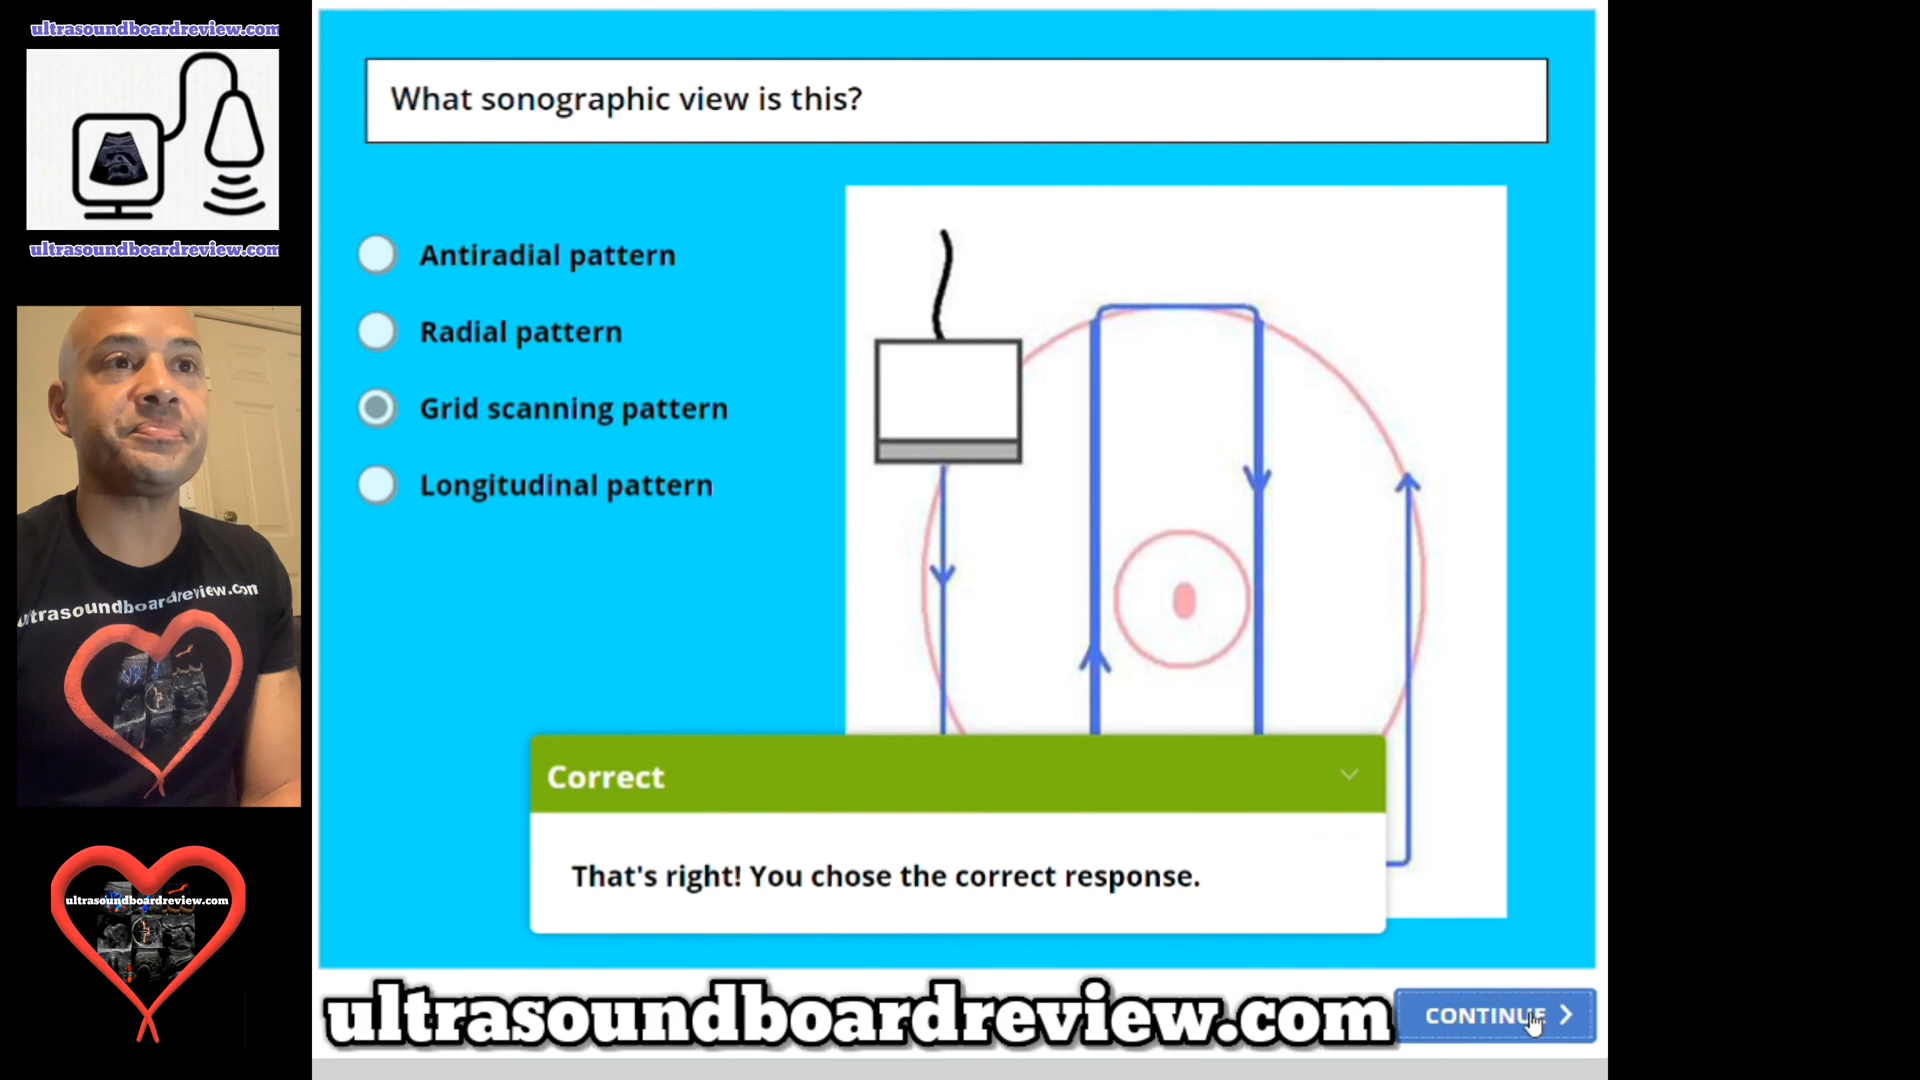 ultrasoundboardreview.com
ultrasoundboardreview.com
ultrasoundboardreview.com
ultrasoundboardreview.com
What sonographic view is this?
Antiradial pattern
Radial pattern
Grid scanning pattern
Longitudinal pattern
Correct
That's right! You chose the correct response.
ultrasoundboardreview.com
CONTINUE